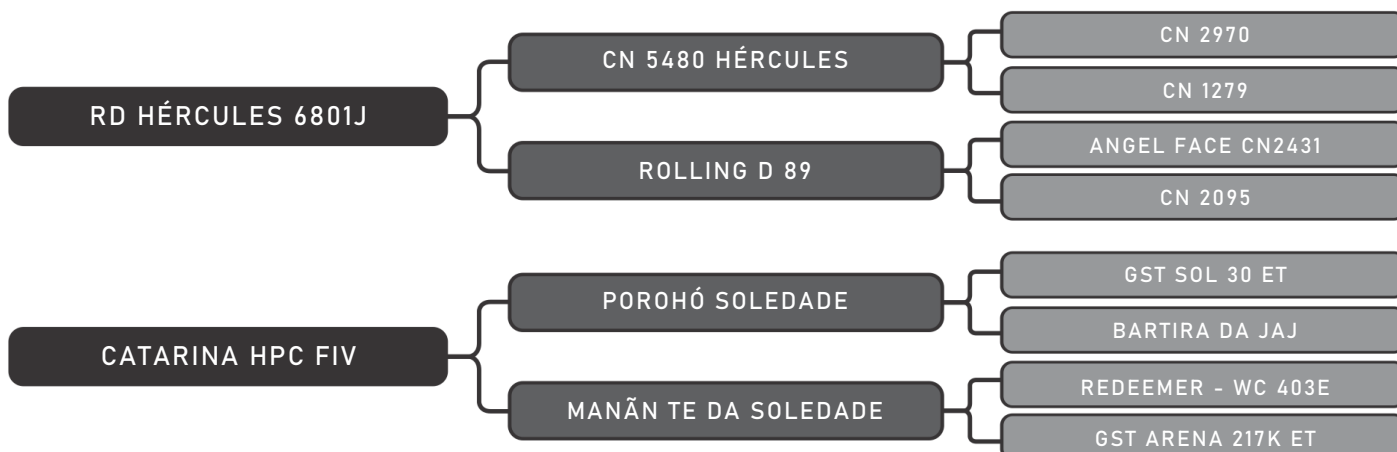 RD HÉRCULES 6801J
CN 5480 HÉRCULES
CN 2970
CN 1279
ROLLING D 89
ANGEL FACE CN2431
CN 2095
CATARINA HPC FIV
POROHÓ SOLEDADE
GST SOL 30 ET
BARTIRA DA JAJ
MANÃN TE DA SOLEDADE
REDEEMER - WC 403E
GST ARENA 217K ET